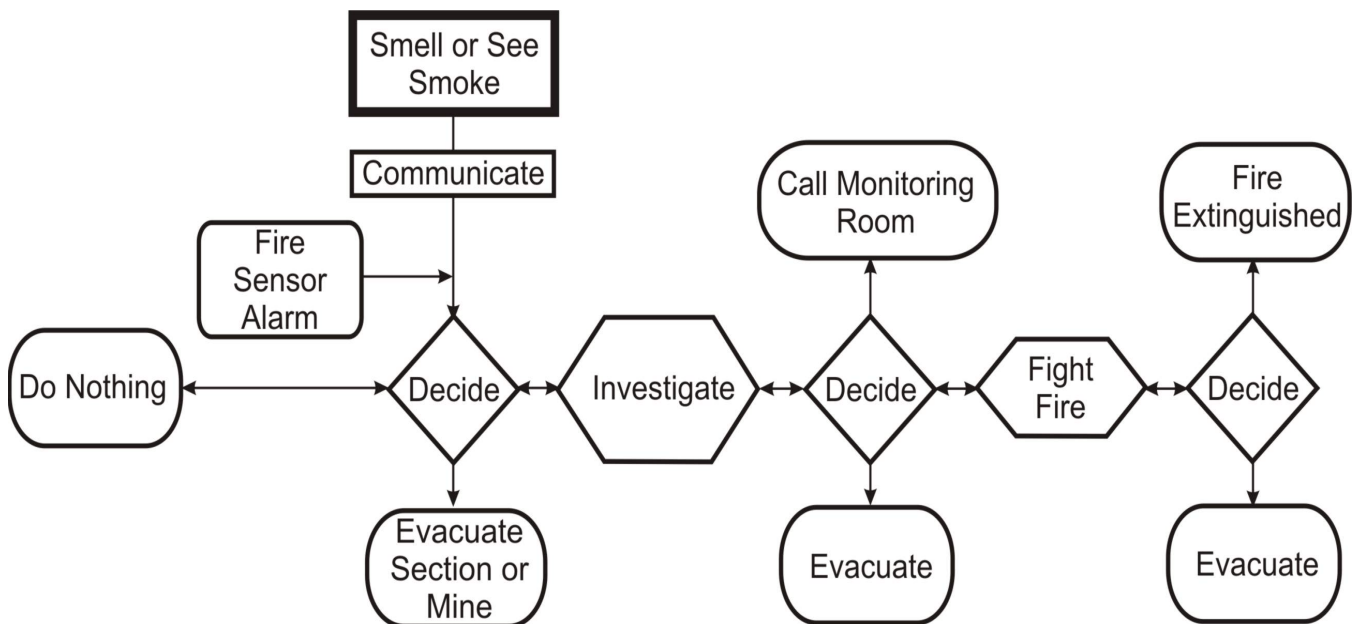 Smell or See
Smoke
Communicate
Fire
Sensor
Alarm
Do Nothing
Decide
Evacuate
Section or
Mine
Investigate
Call Monitoring
Room
Decide
Evacuate
Fight
Fire
Fire
Extinguished
Decide
Evacuate